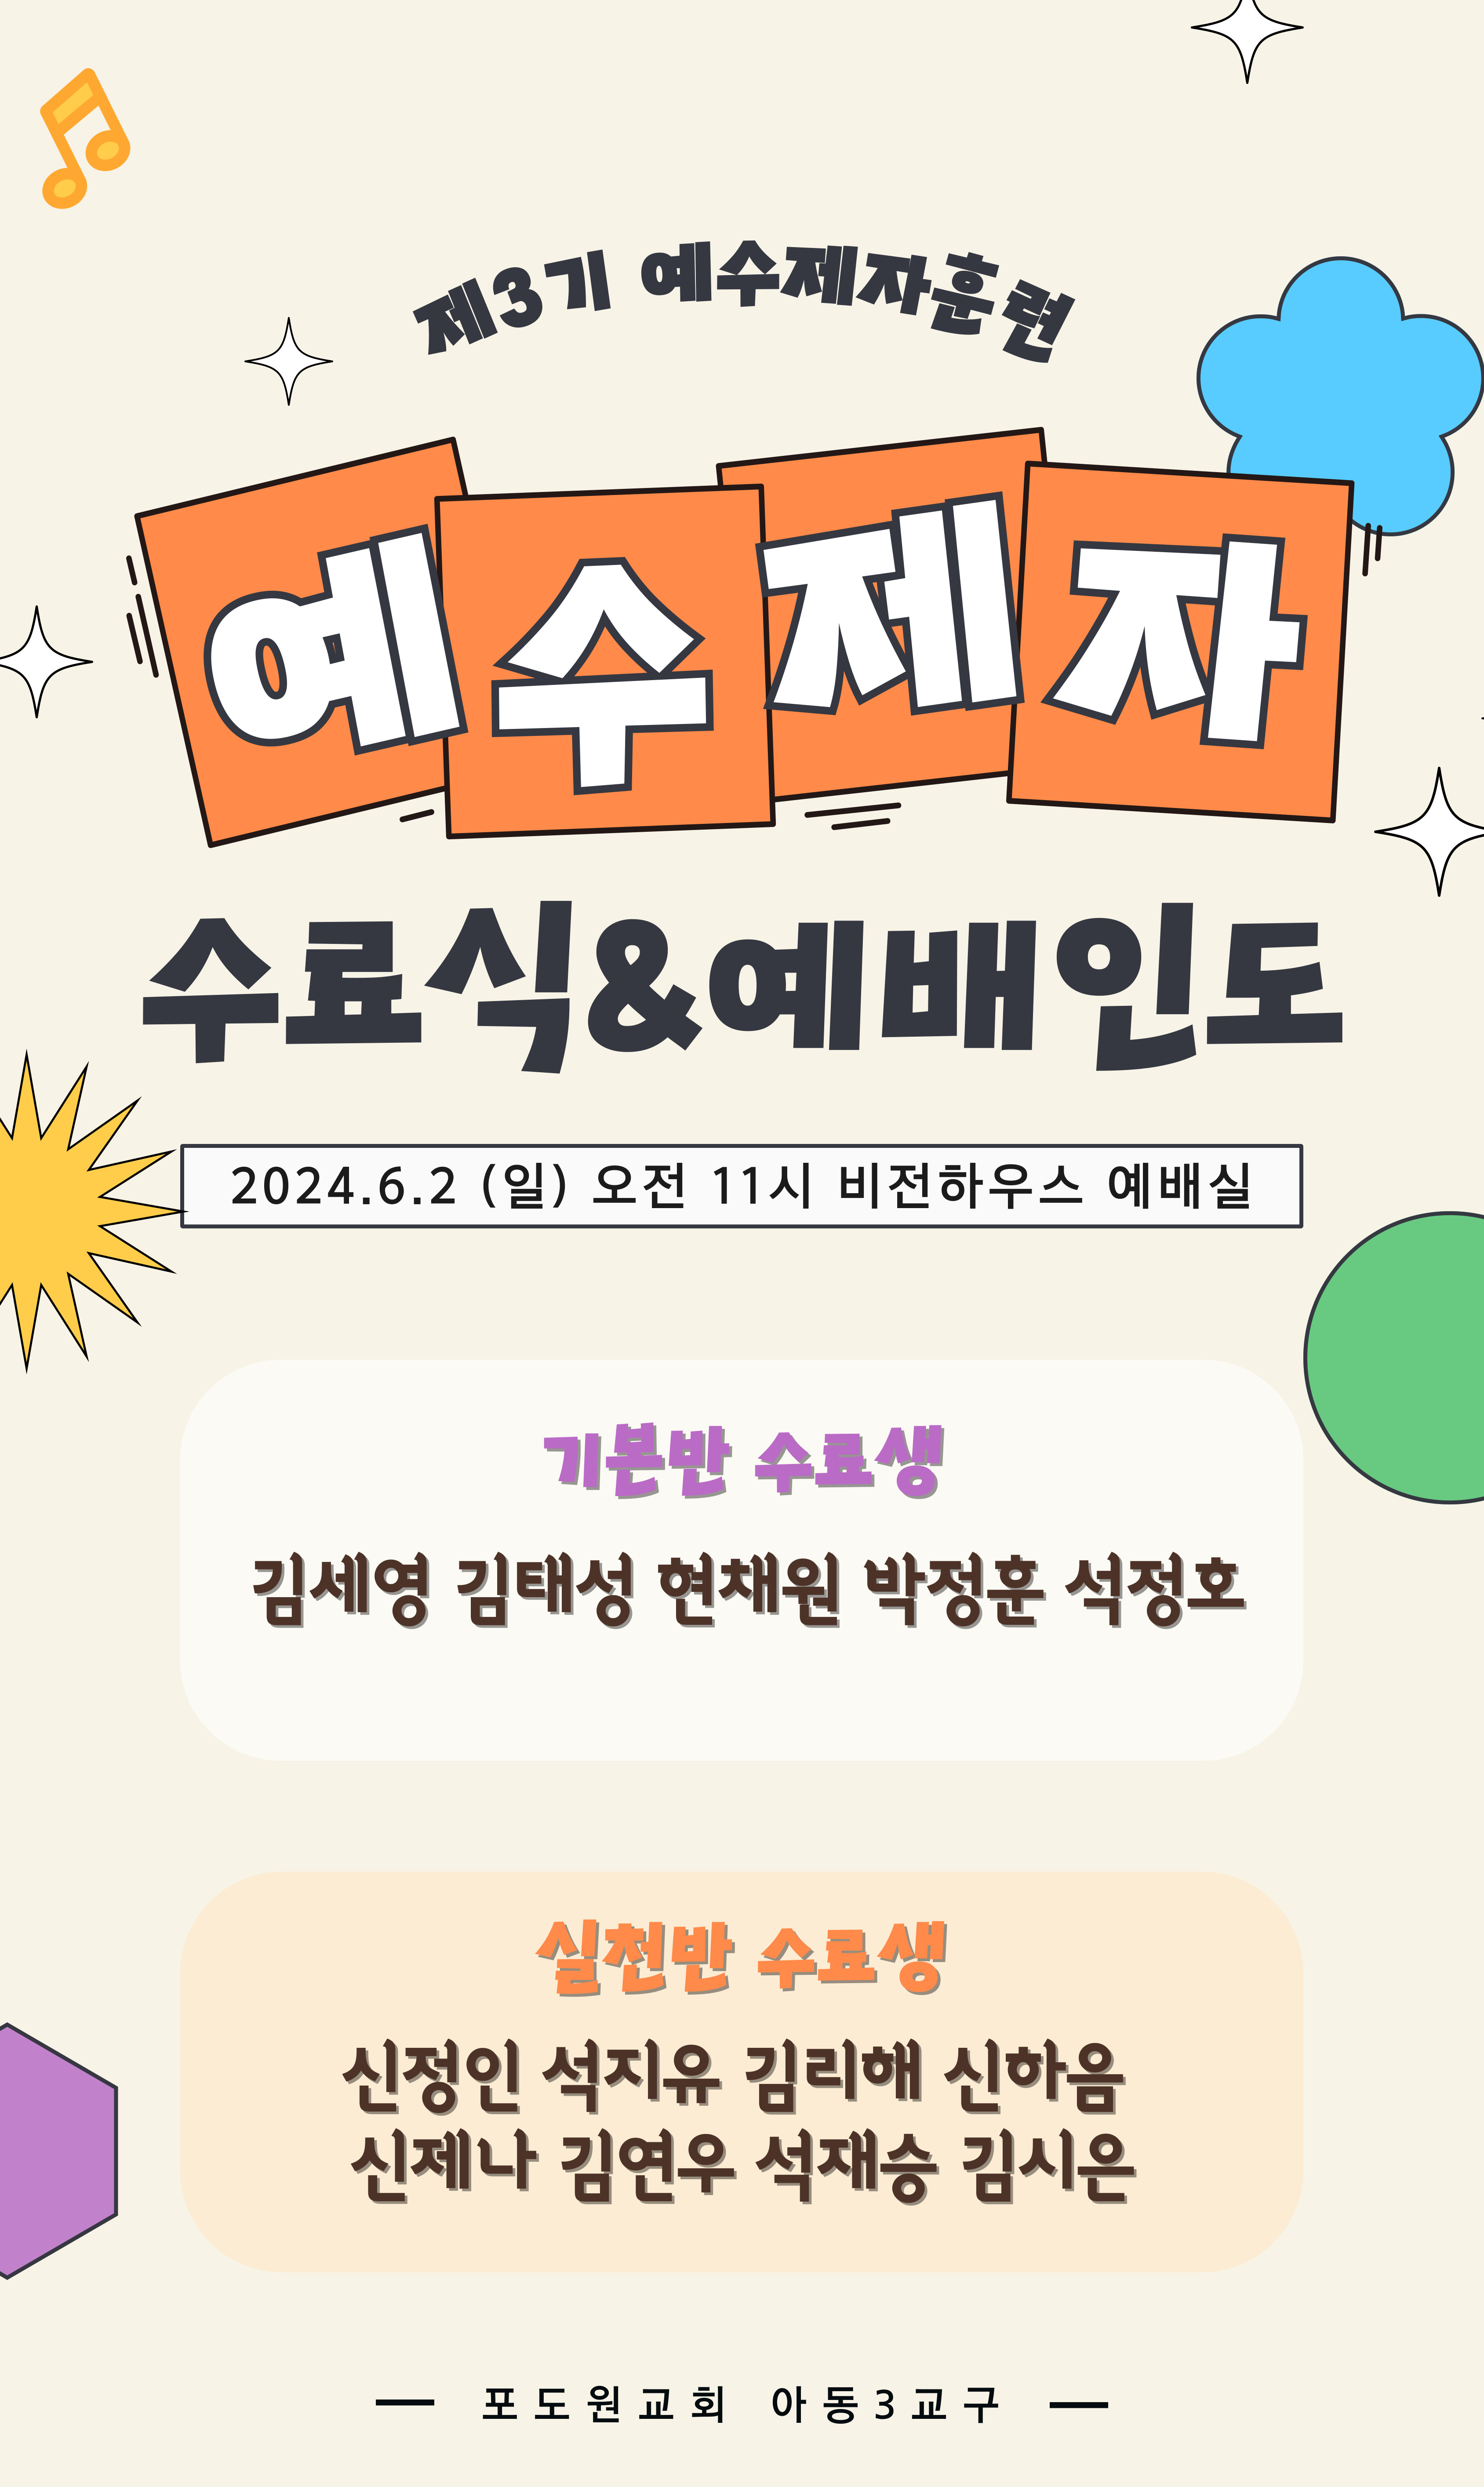 제3기 예수제자훈련
예수제자
수료식&예배인도
2024.6.2 (일) 오전 11시 비전하우스 예배실
기본반 수료생
김세영 김태성 현채원 박정훈 석정호
실천반 수료생
신정인 석지유 김리해 신하음
신제나 김연우 석재승 김시은
포도원교회 아동3교구